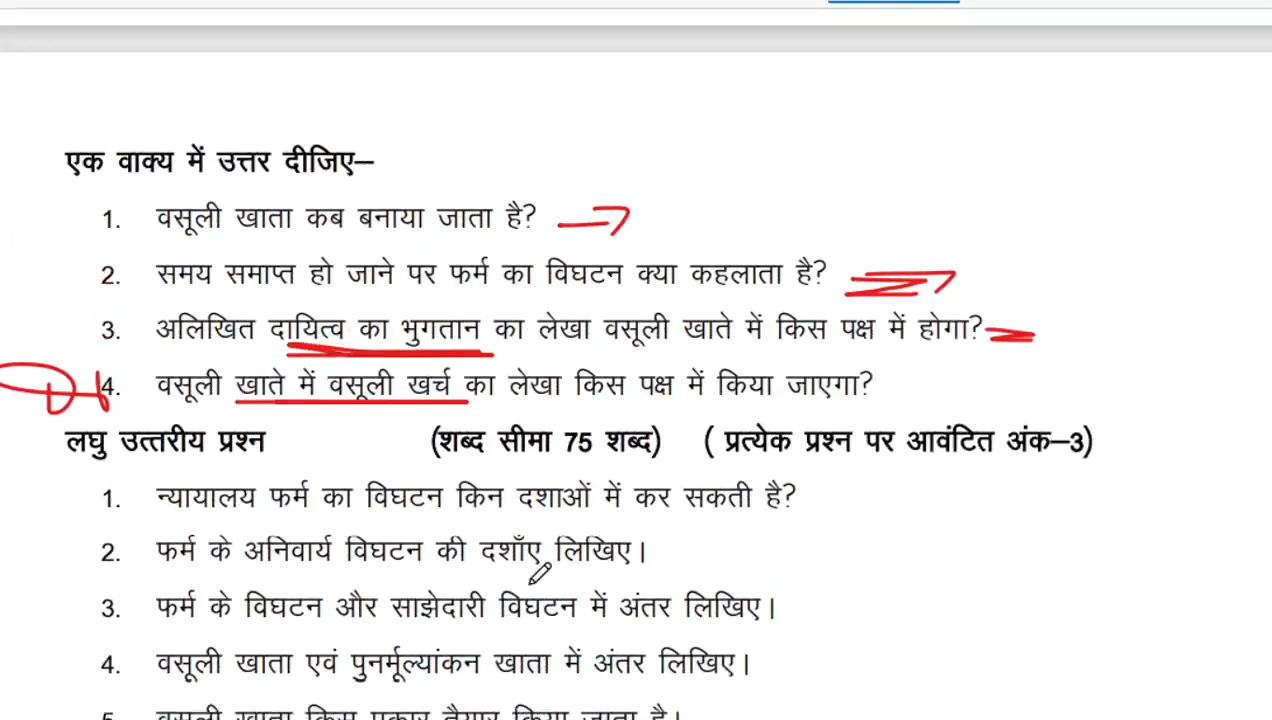 एक वाक्य में उत्तर दीजिए–
1. वसूली खाता कब बनाया जाता है?
2. समय समाप्त हो जाने पर फर्म का विघटन क्या कहलाता है?
3. अलिखित दायित्व का भुगतान का लेखा वसूली खाते में किस पक्ष में होगा?
4. वसूली खाते में वसूली खर्च का लेखा किस पक्ष में किया जाएगा?
लघु उत्तरीय प्रश्न (शब्द सीमा 75 शब्द) ( प्रत्येक प्रश्न पर आवंटित अंक–3)
1. न्यायालय फर्म का विघटन किन दशाओं में कर सकती है?
2. फर्म के अनिवार्य विघटन की दशाँए लिखिए।
3. फर्म के विघटन और साझेदारी विघटन में अंतर लिखिए।
4. वसूली खाता एवं पुनर्मूल्यांकन खाता में अंतर लिखिए।
5. वसूली खाता किस प्रकार तैयार किया जाता है।